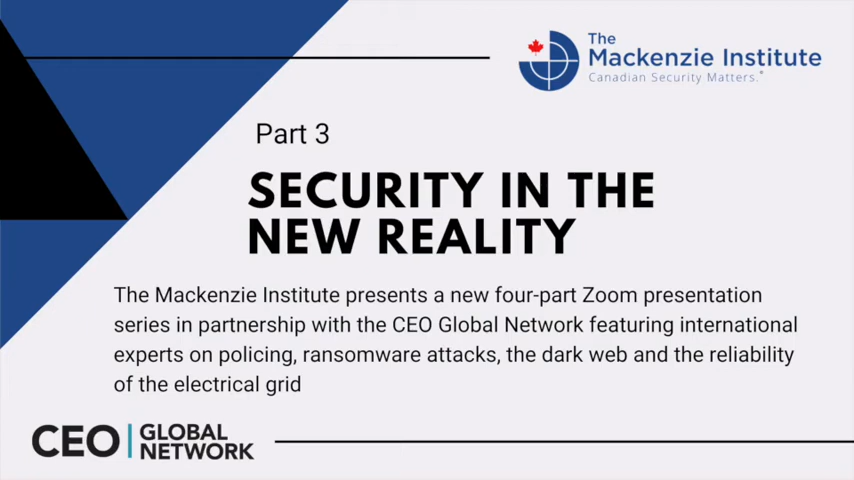 The
Mackenzie Institute
Canadian Security Matters.®
Part 3
SECURITY IN THE
NEW REALITY
The Mackenzie Institute presents a new four-part Zoom presentation
series in partnership with the CEO Global Network featuring international
experts on policing, ransomware attacks, the dark web and the reliability
of the electrical grid
CEO GLOBAL
NETWORK